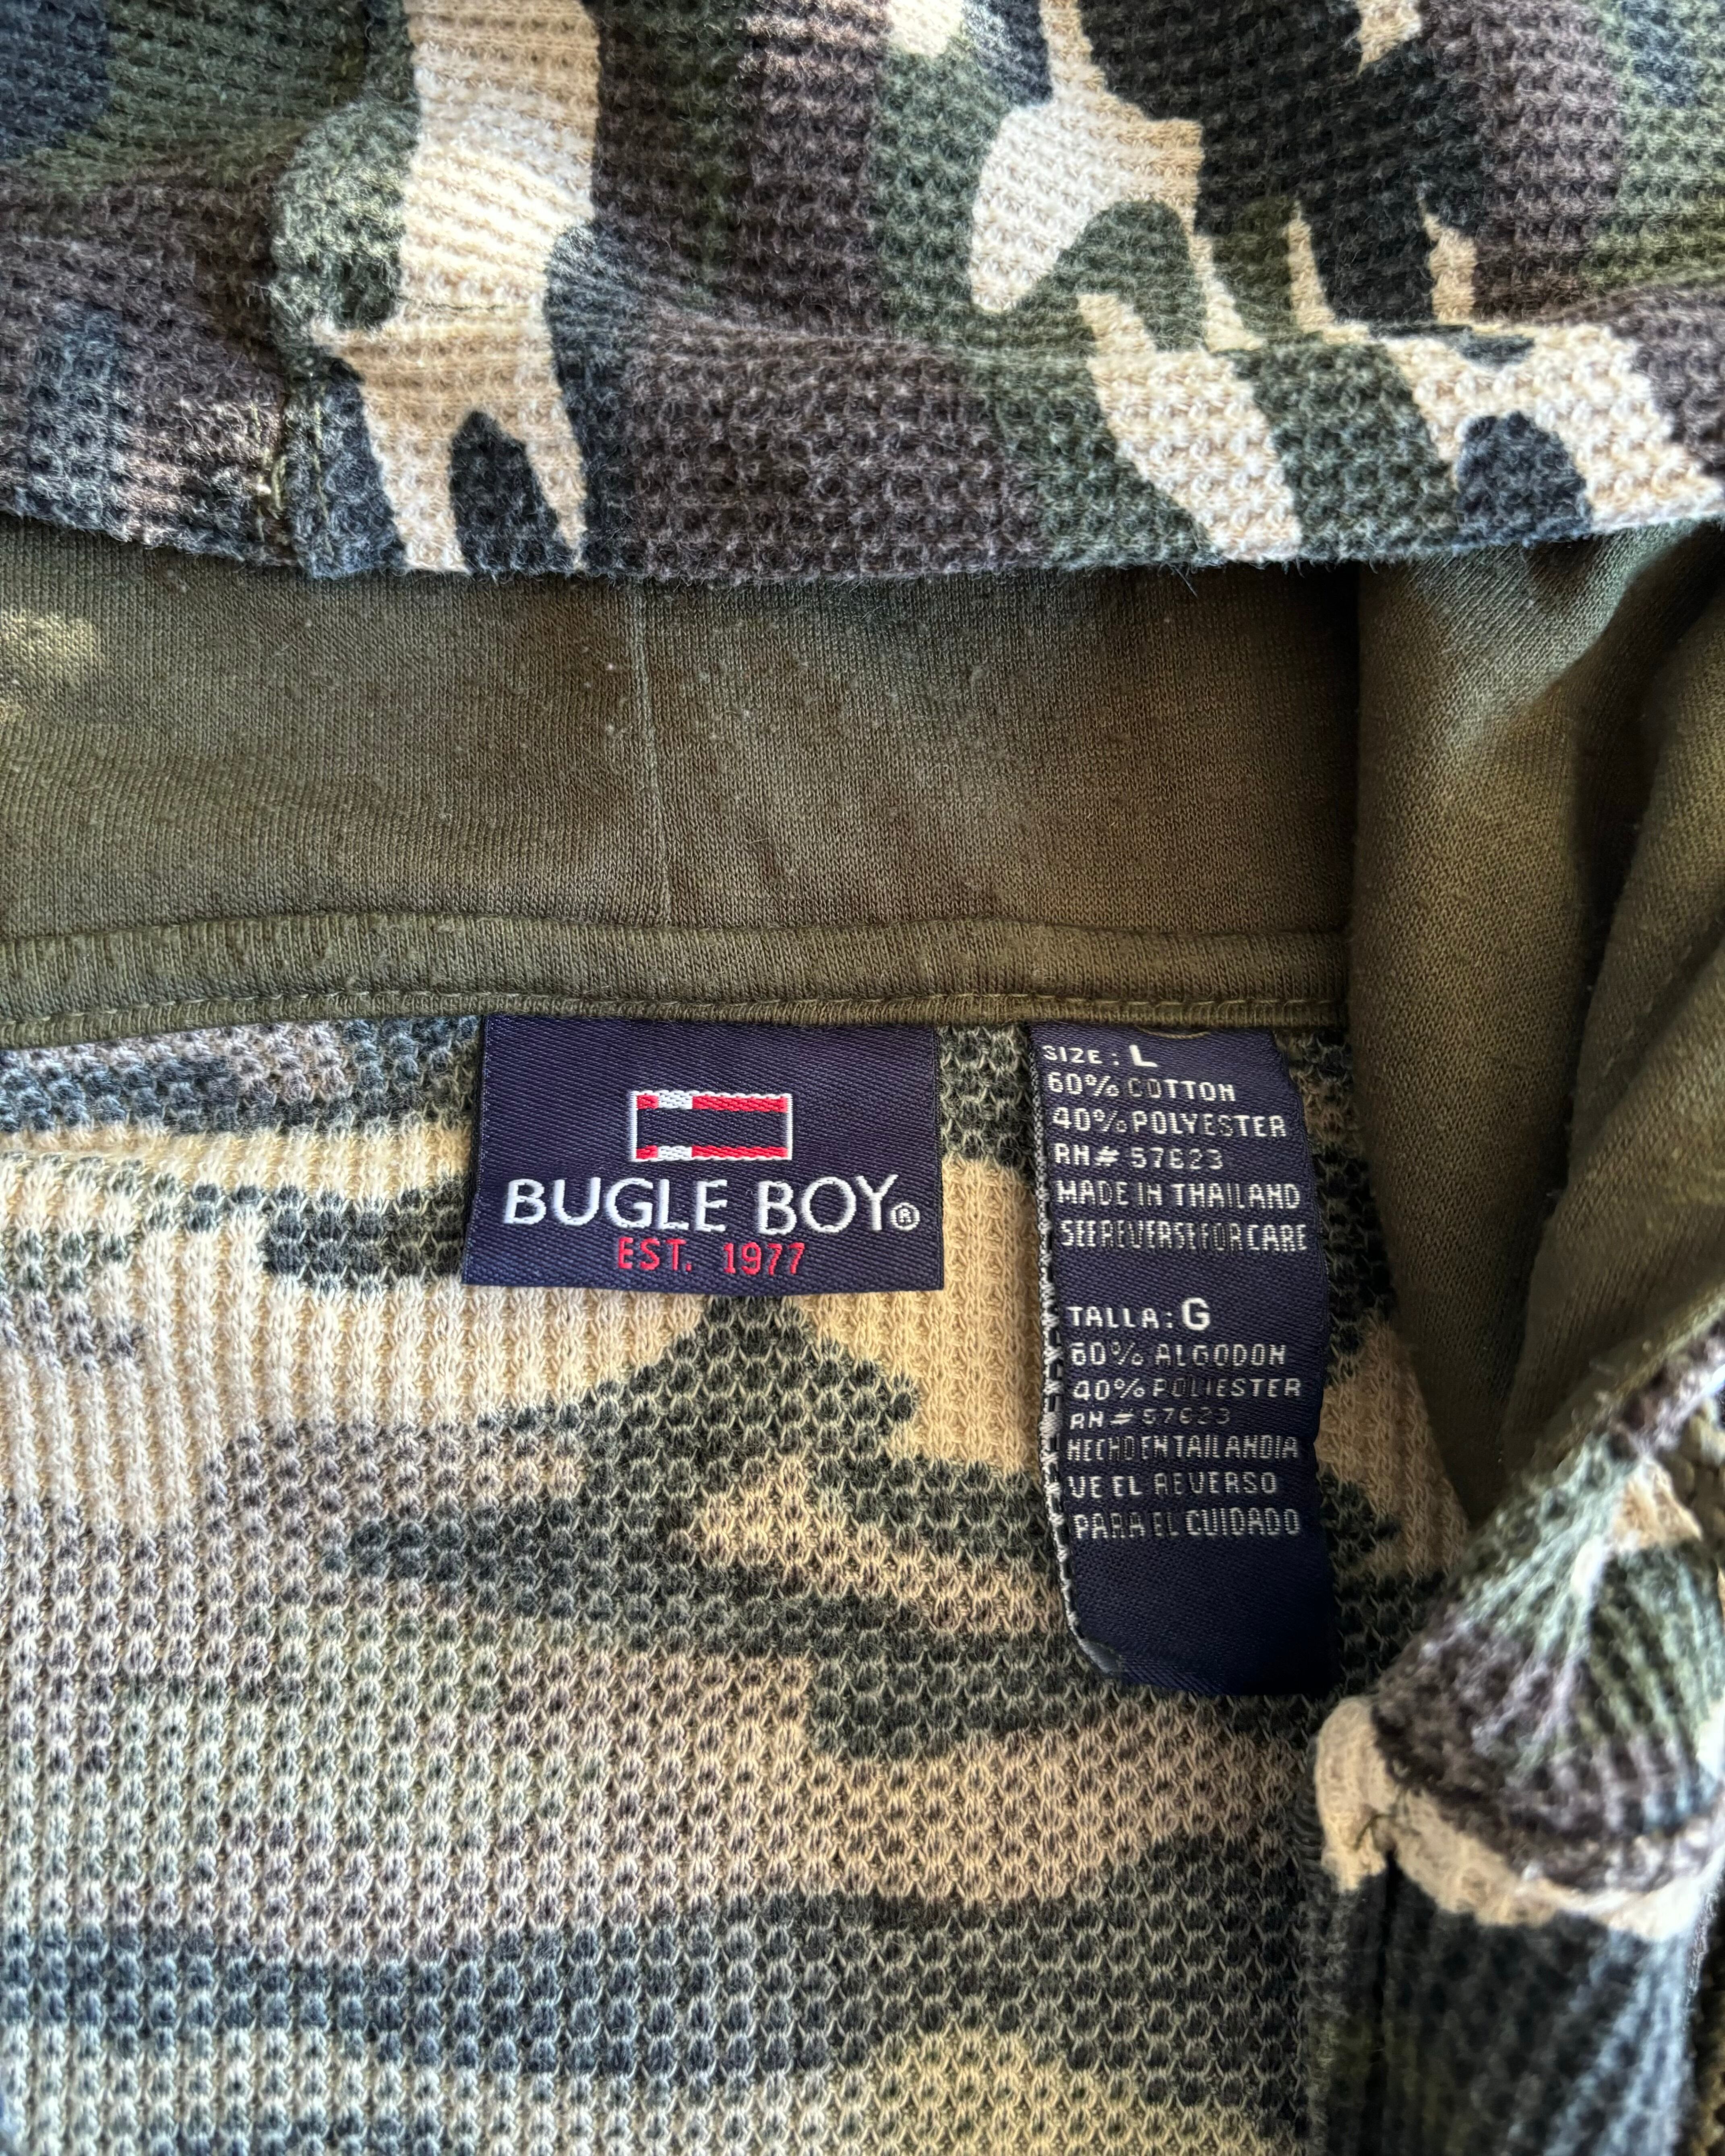 BUGLE BOY®
EST. 1977
SIZE: L
60% COTTON
40% POLYESTER
RN# 57623
MADE IN THAILAND
SEE REVERSE FOR CARE
TALLA: G
60% ALGODON
40% POLIESTER
RN# 57623
HECHO EN TAILANDIA
VE EL REVERSO
PARA EL CUIDADO